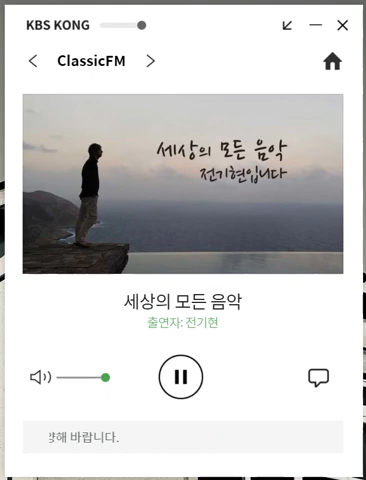 KBS KONG
ClassicFM
세상의 모든 음악
전기현입니다
세상의 모든 음악
출연자: 전기현
바랍니다.